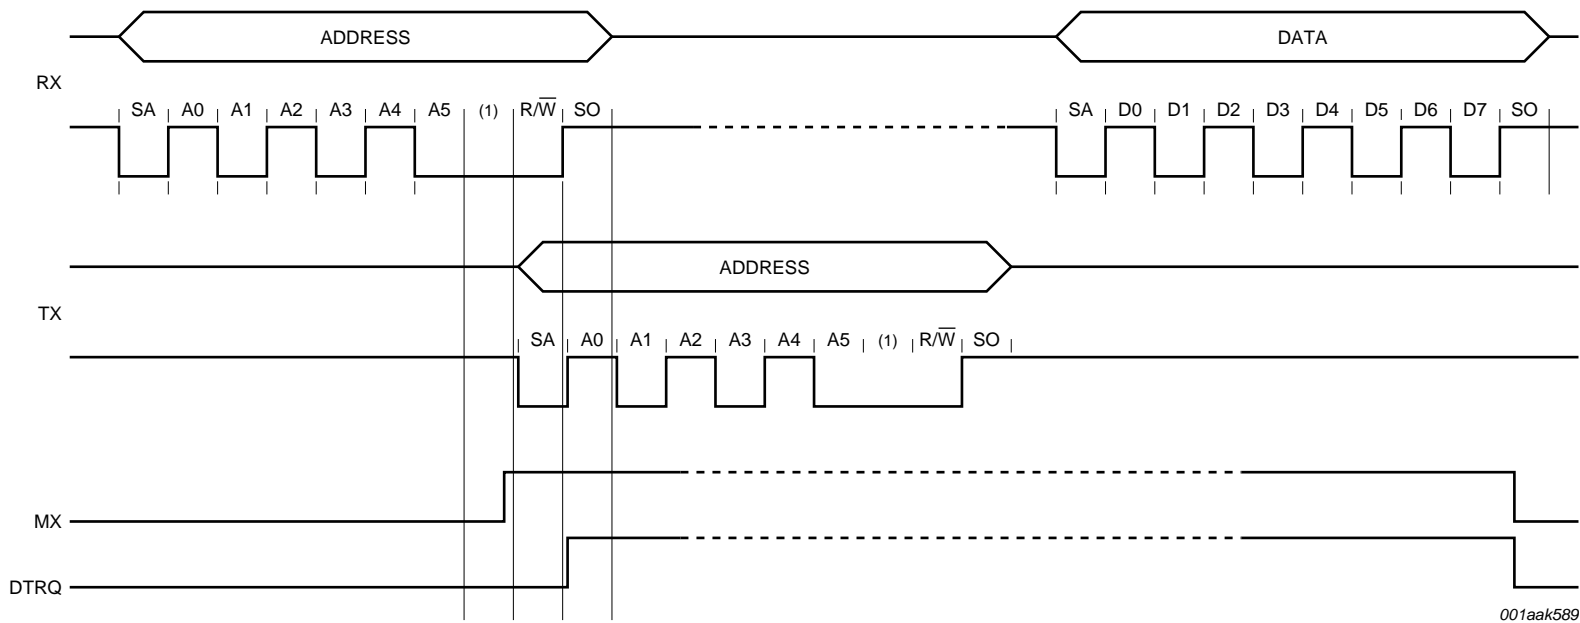 ADDRESS DATA
RX
SA A0 A1 A2 A3 A4 A5 (1) R/W̅ SO SA D0 D1 D2 D3 D4 D5 D6 D7 SO
ADDRESS
TX
SA A0 A1 A2 A3 A4 A5 (1) R/W̅ SO
MX
DTRQ
001aak589